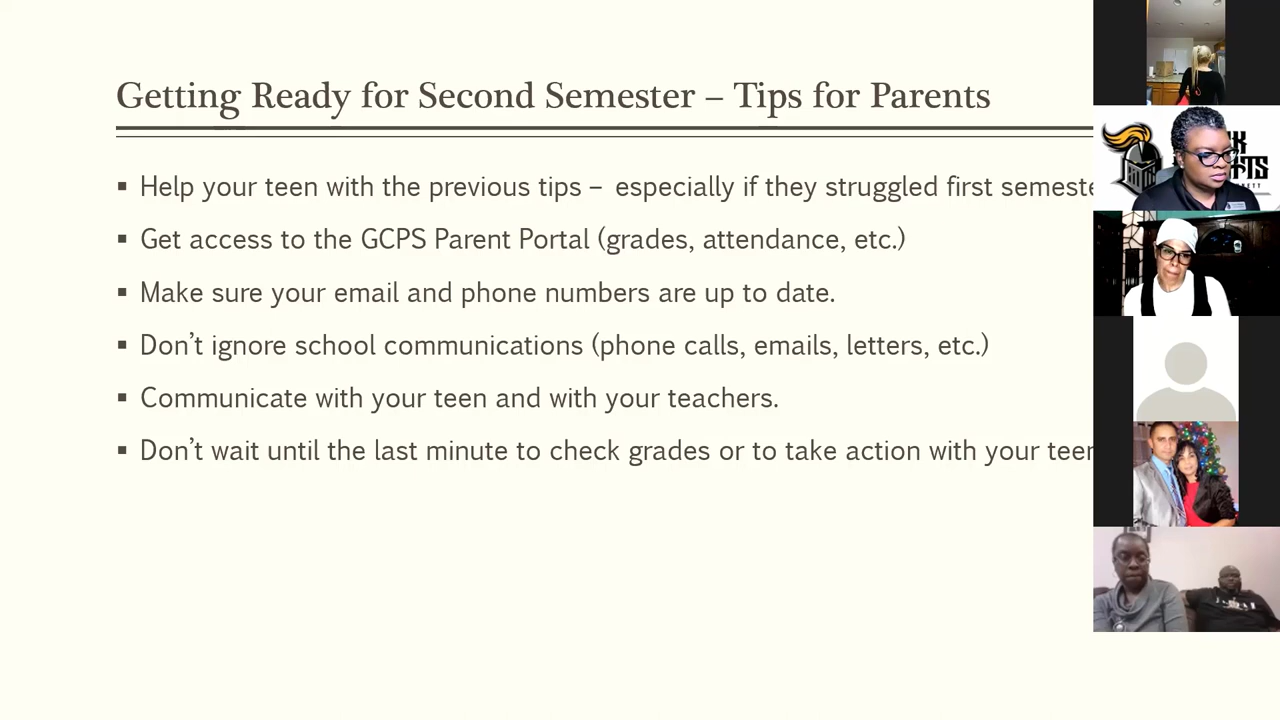 Getting Ready for Second Semester – Tips for Parents
▪ Help your teen with the previous tips – especially if they struggled first semeste
▪ Get access to the GCPS Parent Portal (grades, attendance, etc.)
▪ Make sure your email and phone numbers are up to date.
▪ Don't ignore school communications (phone calls, emails, letters, etc.)
▪ Communicate with your teen and with your teachers.
▪ Don't wait until the last minute to check grades or to take action with your teen